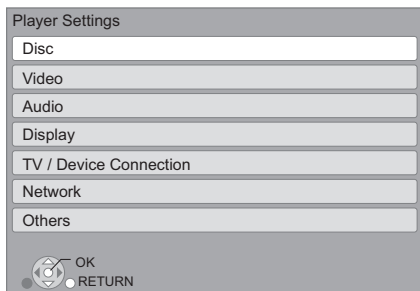 Player Settings
Disc
Video
Audio
Display
TV / Device Connection
Network
Others
OK
RETURN